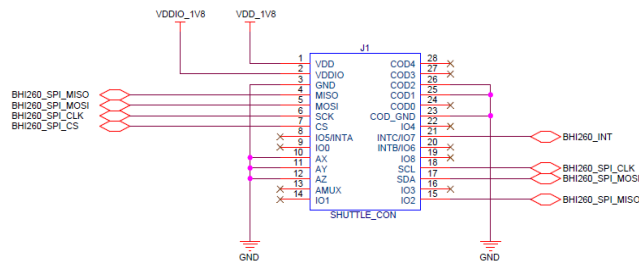 VDDIO_1V8 VDD_1V8
J1
1 VDD COD4 28
2 VDDIO COD3 27
3 GND COD2 26
BHI260_SPI_MISO 4 MISO COD1 25
BHI260_SPI_MOSI 5 MOSI COD0 24
BHI260_SPI_CLK 6 SCK COD_GND 23
BHI260_SPI_CS 7 CS IO4 22
8 IO5/INTA INTC/IO7 21 BHI260_INT
9 IO0 INTB/IO6 20
10 AX IO8 19
11 AY SCL 18 BHI260_SPI_CLK
12 AZ SDA 17 BHI260_SPI_MOSI
13 AMUX IO3 16
14 IO1 IO2 15 BHI260_SPI_MISO
SHUTTLE_CON
GND GND